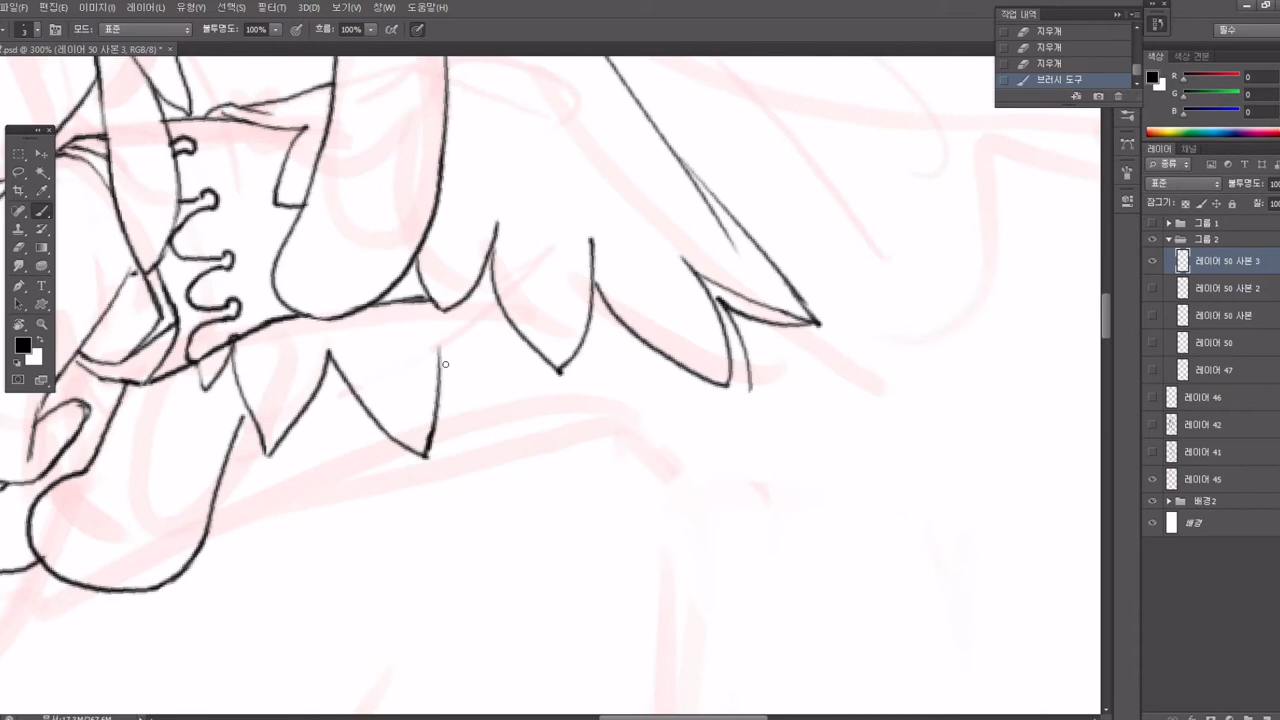 파일(F) 편집(E) 이미지(I) 레이어(L) 유형(Y) 선택(S) 필터(T) 3D(D) 보기(V) 창(W) 도움말(H)
3 모드: 표준 불투명도: 100% 흐름: 100%
.psd @ 300% (레이어 50 사본 3, RGB/8) * ×
작업 내역
지우개
지우개
지우개
브러시 도구
필수
색상 색상 견본
R 0
G 0
B 0
레이어 채널
종류
표준 불투명도: 100
잠그기: 칠: 100
그룹 1
그룹 2
레이어 50 사본 3
레이어 50 사본 2
레이어 50 사본
레이어 50
레이어 47
레이어 46
레이어 42
레이어 41
레이어 45
배경2
배경